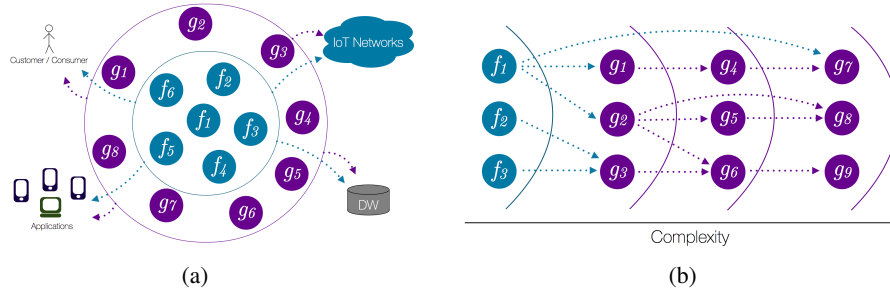 g2
Customer / Consumer
g3
IoT Networks
g1
f6
f2
f1
f3
g4
f5
f4
g8
g5
g7
g6
DW
Applications
(a)
f1
g1
g4
g7
f2
g2
g5
g8
f3
g3
g6
g9
Complexity
(b)